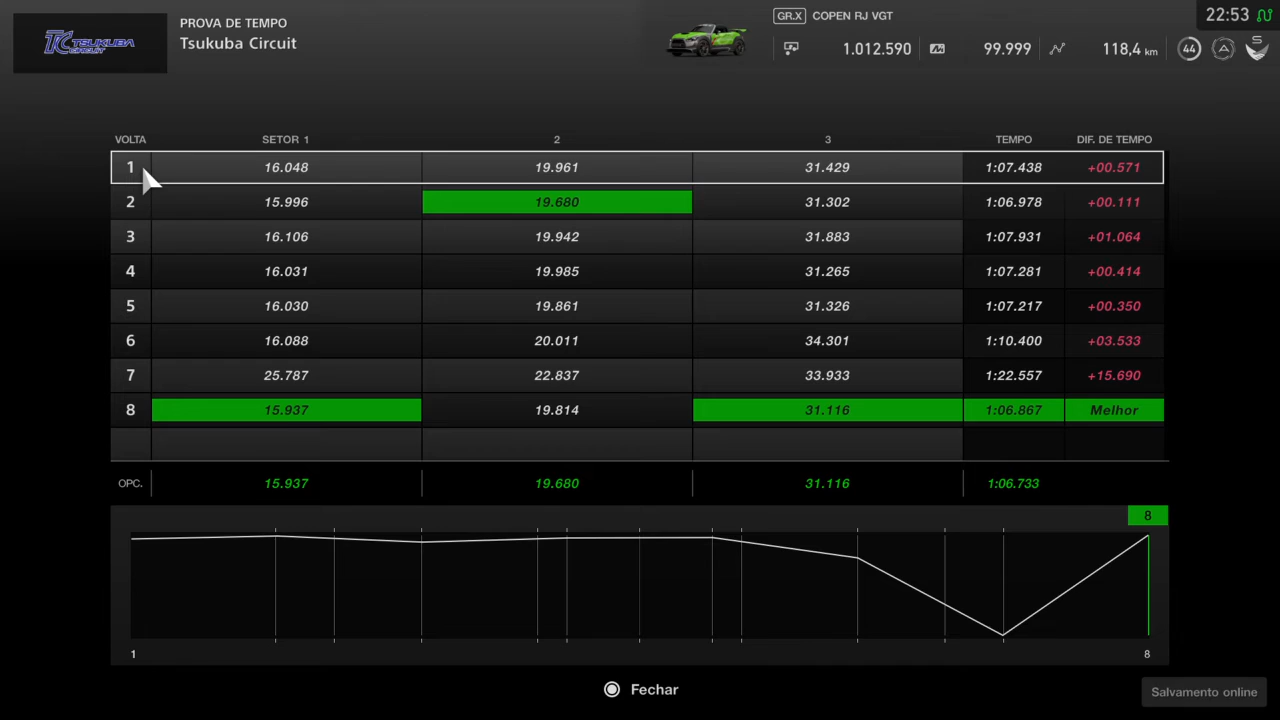 TC TSUKUBA CIRCUIT
PROVA DE TEMPO
Tsukuba Circuit
GR.X COPEN RJ VGT
22:53
1.012.590
99.999
118,4 km
44
A
S
VOLTA SETOR 1 2 3 TEMPO DIF. DE TEMPO
1 16.048 19.961 31.429 1:07.438 +00.571
2 15.996 19.680 31.302 1:06.978 +00.111
3 16.106 19.942 31.883 1:07.931 +01.064
4 16.031 19.985 31.265 1:07.281 +00.414
5 16.030 19.861 31.326 1:07.217 +00.350
6 16.088 20.011 34.301 1:10.400 +03.533
7 25.787 22.837 33.933 1:22.557 +15.690
8 15.937 19.814 31.116 1:06.867 Melhor
OPC. 15.937 19.680 31.116 1:06.733
8
1 8
Fechar
Salvamento online